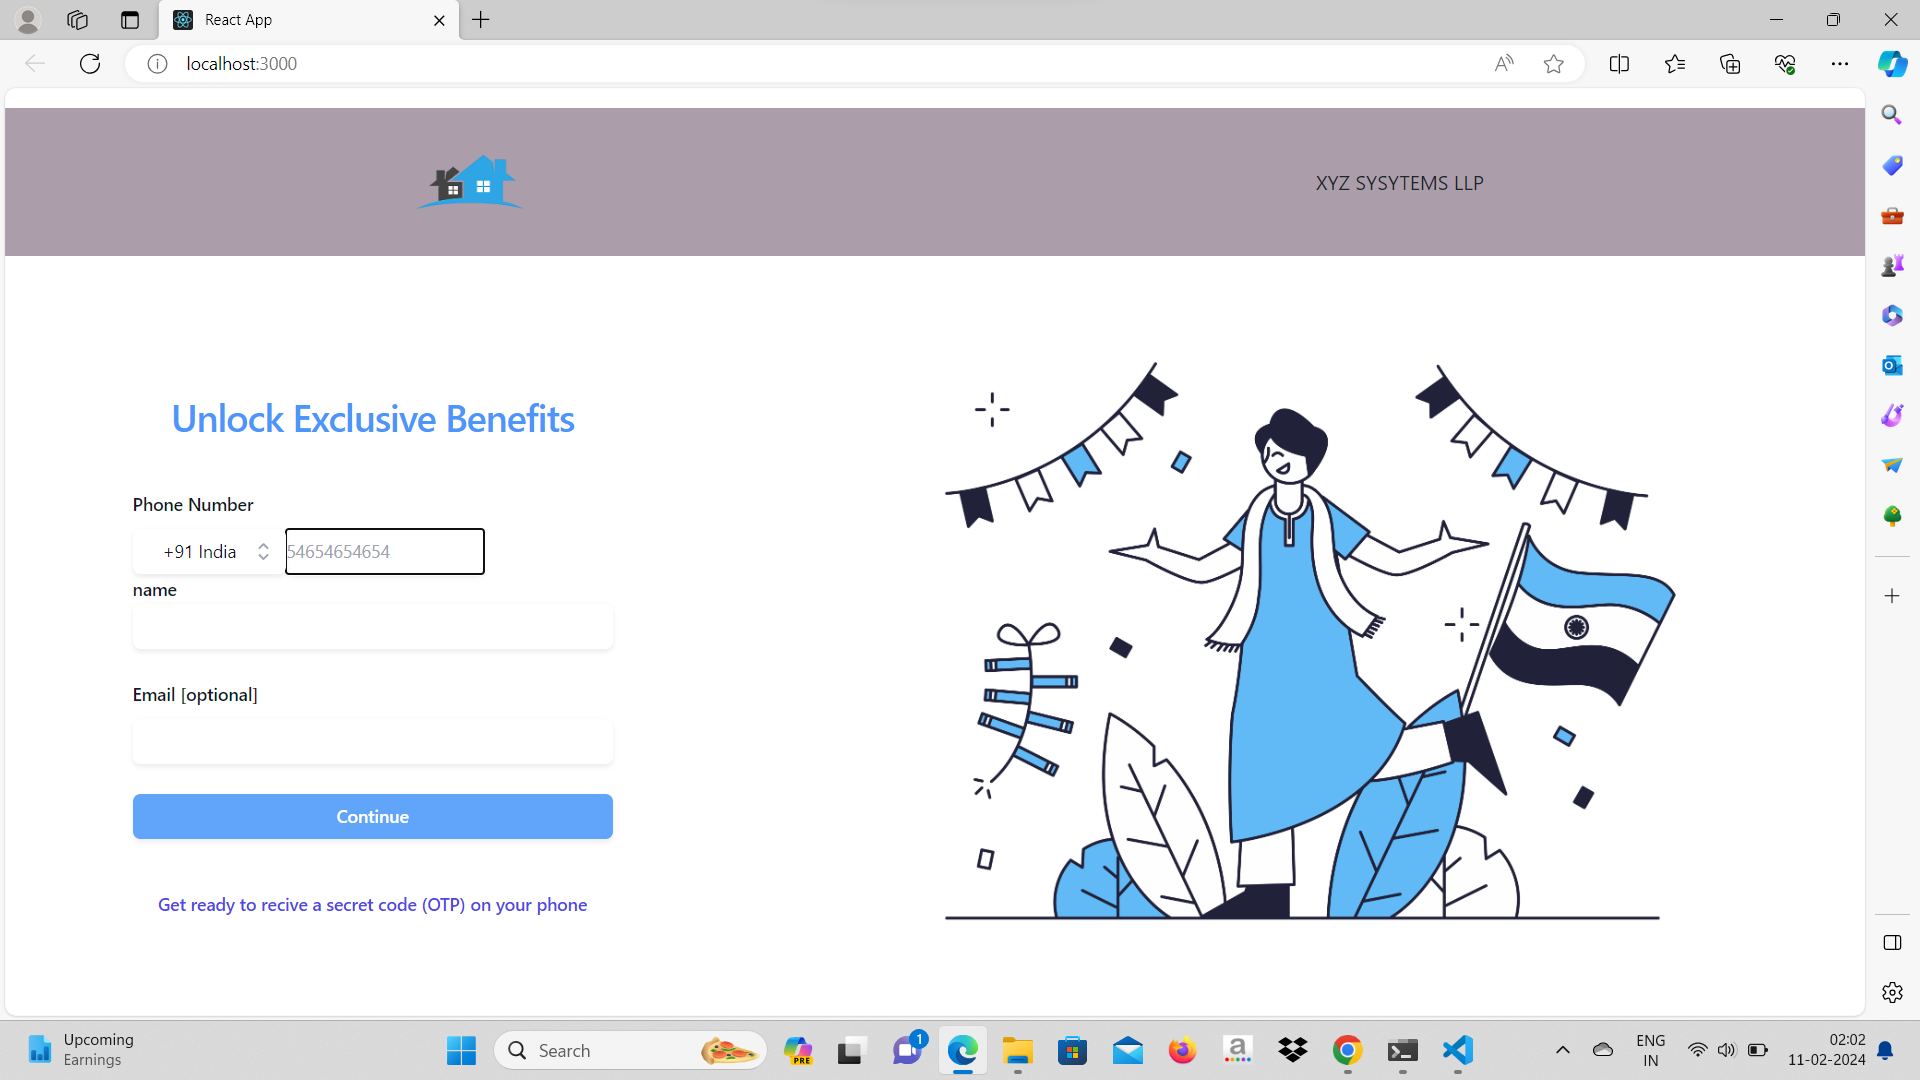 React App
localhost:3000
XYZ SYSYTEMS LLP
Unlock Exclusive Benefits
Phone Number
+91 India
54654654654
name
Email [optional]
Continue
Get ready to recive a secret code (OTP) on your phone
Upcoming
Earnings
Search
PRE
1
a
ENG
IN
02:02
11-02-2024